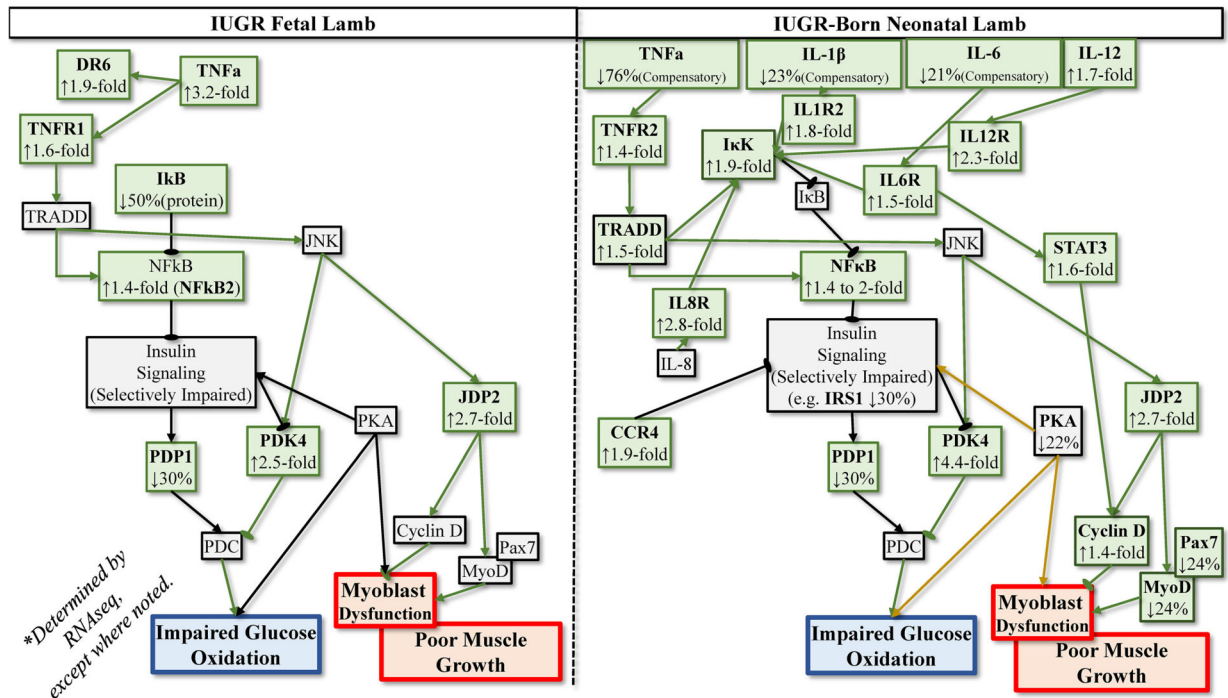 IUGR Fetal Lamb
DR6
↑1.9-fold
TNFa
↑3.2-fold
TNFR1
↑1.6-fold
IkB
↓50%(protein)
TRADD
JNK
NFkB
↑1.4-fold (NFkB2)
Insulin
Signaling
(Selectively Impaired)
JDP2
↑2.7-fold
PKA
PDK4
↑2.5-fold
PDP1
↓30%
Cyclin D
PDC
Pax7
MyoD
*Determined by
RNAseq,
except where noted.
Myoblast
Dysfunction
Impaired Glucose
Oxidation
Poor Muscle
Growth
IUGR-Born Neonatal Lamb
TNFa
↓76%(Compensatory)
IL-1β
↓23%(Compensatory)
IL-6
↓21%(Compensatory)
IL-12
↑1.7-fold
IL1R2
↑1.8-fold
TNFR2
↑1.4-fold
IκK
↑1.9-fold
IL12R
↑2.3-fold
IL6R
↑1.5-fold
IκB
TRADD
↑1.5-fold
JNK
STAT3
↑1.6-fold
NFκB
↑1.4 to 2-fold
IL8R
↑2.8-fold
IL-8
Insulin
Signaling
(Selectively Impaired)
(e.g. IRS1 ↓30%)
JDP2
↑2.7-fold
CCR4
↑1.9-fold
PDP1
↓30%
PDK4
↑4.4-fold
PKA
↓22%
PDC
Cyclin D
↑1.4-fold
Pax7
↓24%
MyoD
↓24%
Myoblast
Dysfunction
Impaired Glucose
Oxidation
Poor Muscle
Growth